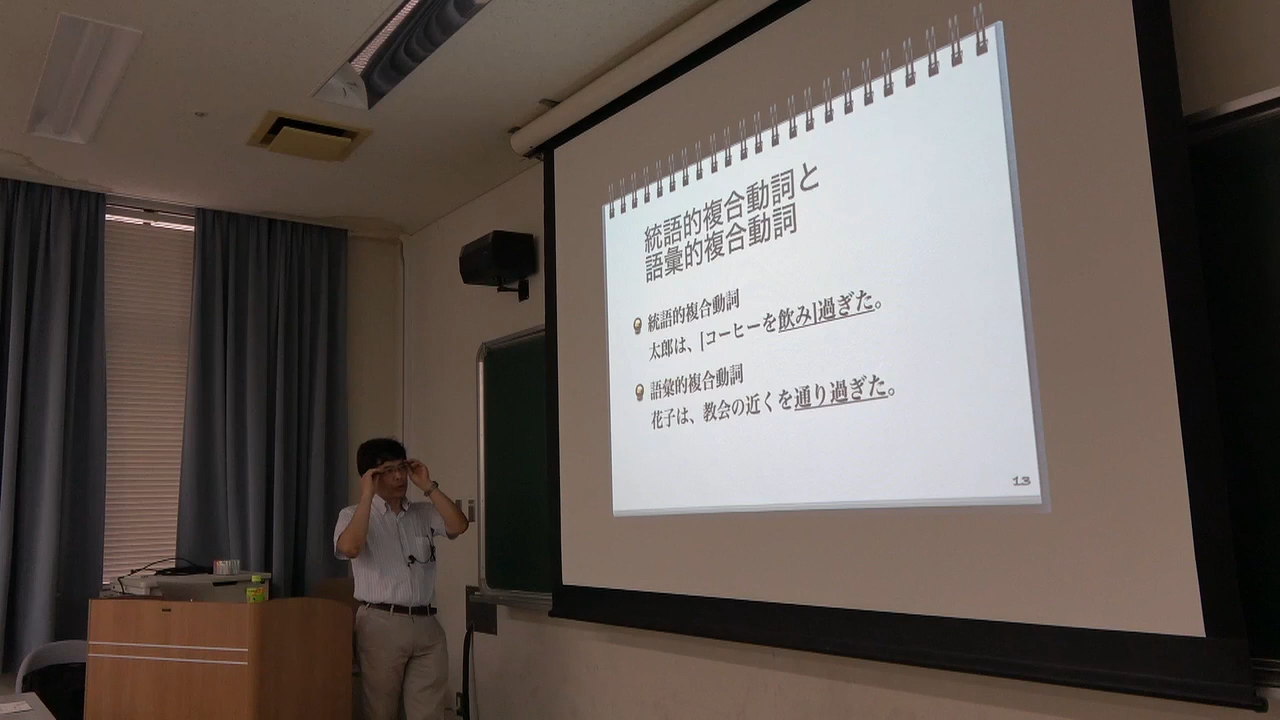 統語的複合動詞と
語彙的複合動詞
統語的複合動詞
太郎は、[コーヒーを飲み]過ぎた。
語彙的複合動詞
花子は、教会の近くを通り過ぎた。
13